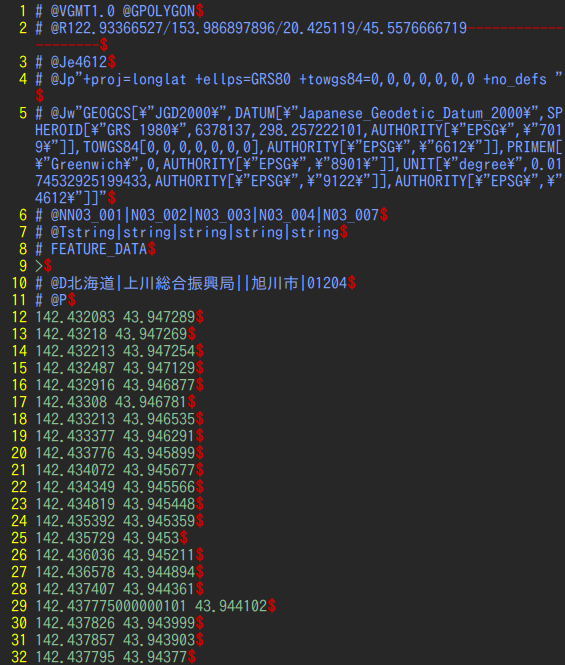 1 # @VGMT1.0 @GPOLYGON$
2 # @R122.93366527/153.986897896/20.425119/45.5576666719------------
---------$
3 # @Je4612$
4 # @Jp"+proj=longlat +ellps=GRS80 +towgs84=0,0,0,0,0,0,0 +no_defs "
$
5 # @Jw"GEOGCS[¥"JGD2000¥",DATUM[¥"Japanese_Geodetic_Datum_2000¥",SP
HEROID[¥"GRS 1980¥",6378137,298.257222101,AUTHORITY[¥"EPSG¥",¥"701
9¥"]],TOWGS84[0,0,0,0,0,0,0],AUTHORITY[¥"EPSG¥",¥"6612¥"]],PRIMEM[
¥"Greenwich¥",0,AUTHORITY[¥"EPSG¥",¥"8901¥"]],UNIT[¥"degree¥",0.01
74532925199433,AUTHORITY[¥"EPSG¥",¥"9122¥"]],AUTHORITY[¥"EPSG¥",¥"
4612¥"]]"$
6 # @NN03_001|N03_002|N03_003|N03_004|N03_007$
7 # @Tstring|string|string|string|string$
8 # FEATURE_DATA$
9 >$
10 # @D北海道|上川総合振興局||旭川市|01204$
11 # @P$
12 142.432083 43.947289$
13 142.43218 43.947269$
14 142.432213 43.947254$
15 142.432487 43.947129$
16 142.432916 43.946877$
17 142.43308 43.946781$
18 142.433213 43.946535$
19 142.433377 43.946291$
20 142.433776 43.945899$
21 142.434072 43.945677$
22 142.434349 43.945566$
23 142.434819 43.945448$
24 142.435392 43.945359$
25 142.435729 43.9453$
26 142.436036 43.945211$
27 142.436578 43.944894$
28 142.437407 43.944361$
29 142.437775000000101 43.944102$
30 142.437826 43.943999$
31 142.437857 43.943903$
32 142.437795 43.94377$